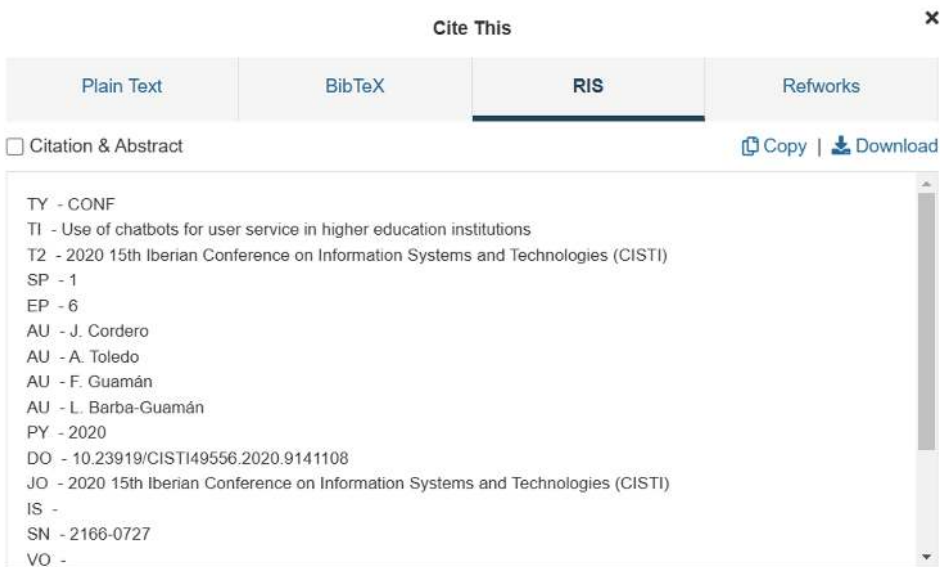 Cite This
Plain Text BibTeX RIS Refworks
Citation & Abstract Copy | Download
TY - CONF
TI - Use of chatbots for user service in higher education institutions
T2 - 2020 15th Iberian Conference on Information Systems and Technologies (CISTI)
SP - 1
EP - 6
AU - J. Cordero
AU - A. Toledo
AU - F. Guamán
AU - L. Barba-Guamán
PY - 2020
DO - 10.23919/CISTI49556.2020.9141108
JO - 2020 15th Iberian Conference on Information Systems and Technologies (CISTI)
IS -
SN - 2166-0727
VO -